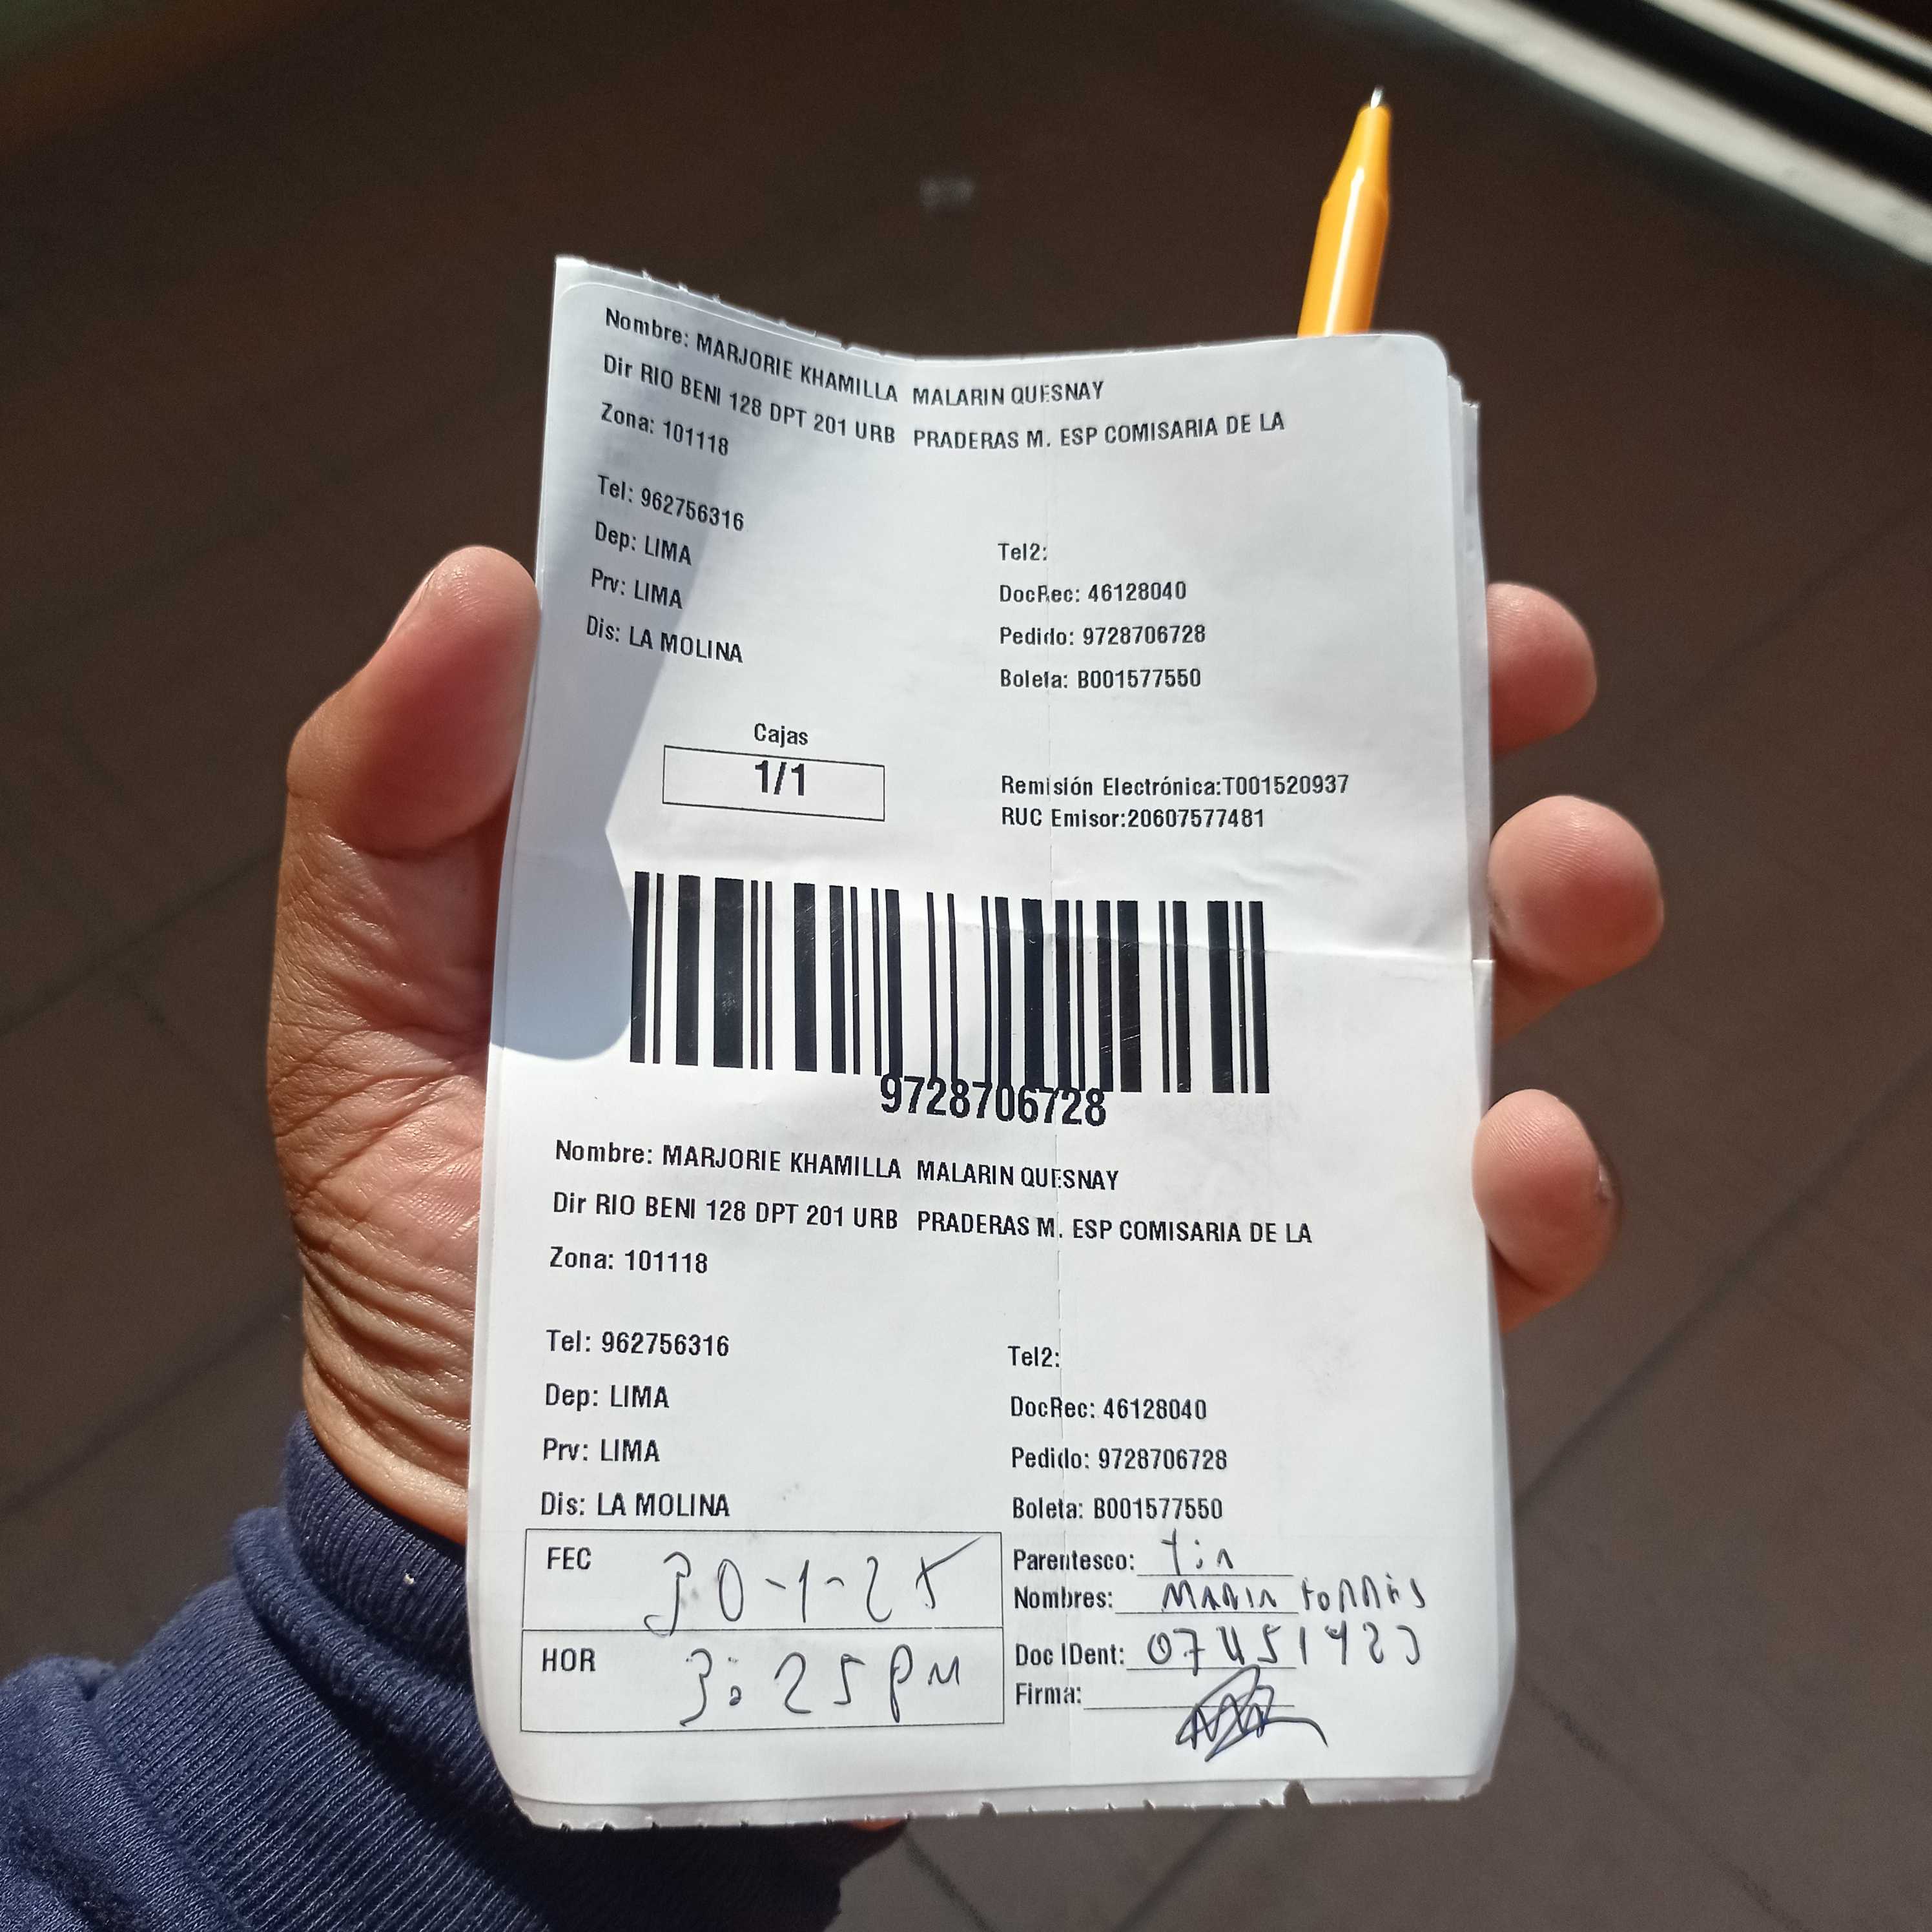 Nombre: MARJORIE KHAMILLA MALARIN QUESNAY
Dir RIO BENI 128 DPT 201 URB PRADERAS M. ESP COMISARIA DE LA
Zona: 101118
Tel: 962756316
Tel2:
Dep: LIMA
DocRec: 46128040
Prv: LIMA
Pedido: 9728706728
Dis: LA MOLINA
Boleta: B001577550
Cajas
1/1
Remisión Electrónica:T001520937
RUC Emisor:20607577481
9728706728
Nombre: MARJORIE KHAMILLA MALARIN QUESNAY
Dir RIO BENI 128 DPT 201 URB PRADERAS M. ESP COMISARIA DE LA
Zona: 101118
Tel: 962756316
Tel2:
Dep: LIMA
DocRec: 46128040
Prv: LIMA
Pedido: 9728706728
Dis: LA MOLINA
Boleta: B001577550
FEC 30-1-25
Parentesco: tia
Nombres: MARIA torres
HOR 3:25PM
Doc IDent:
Firma: